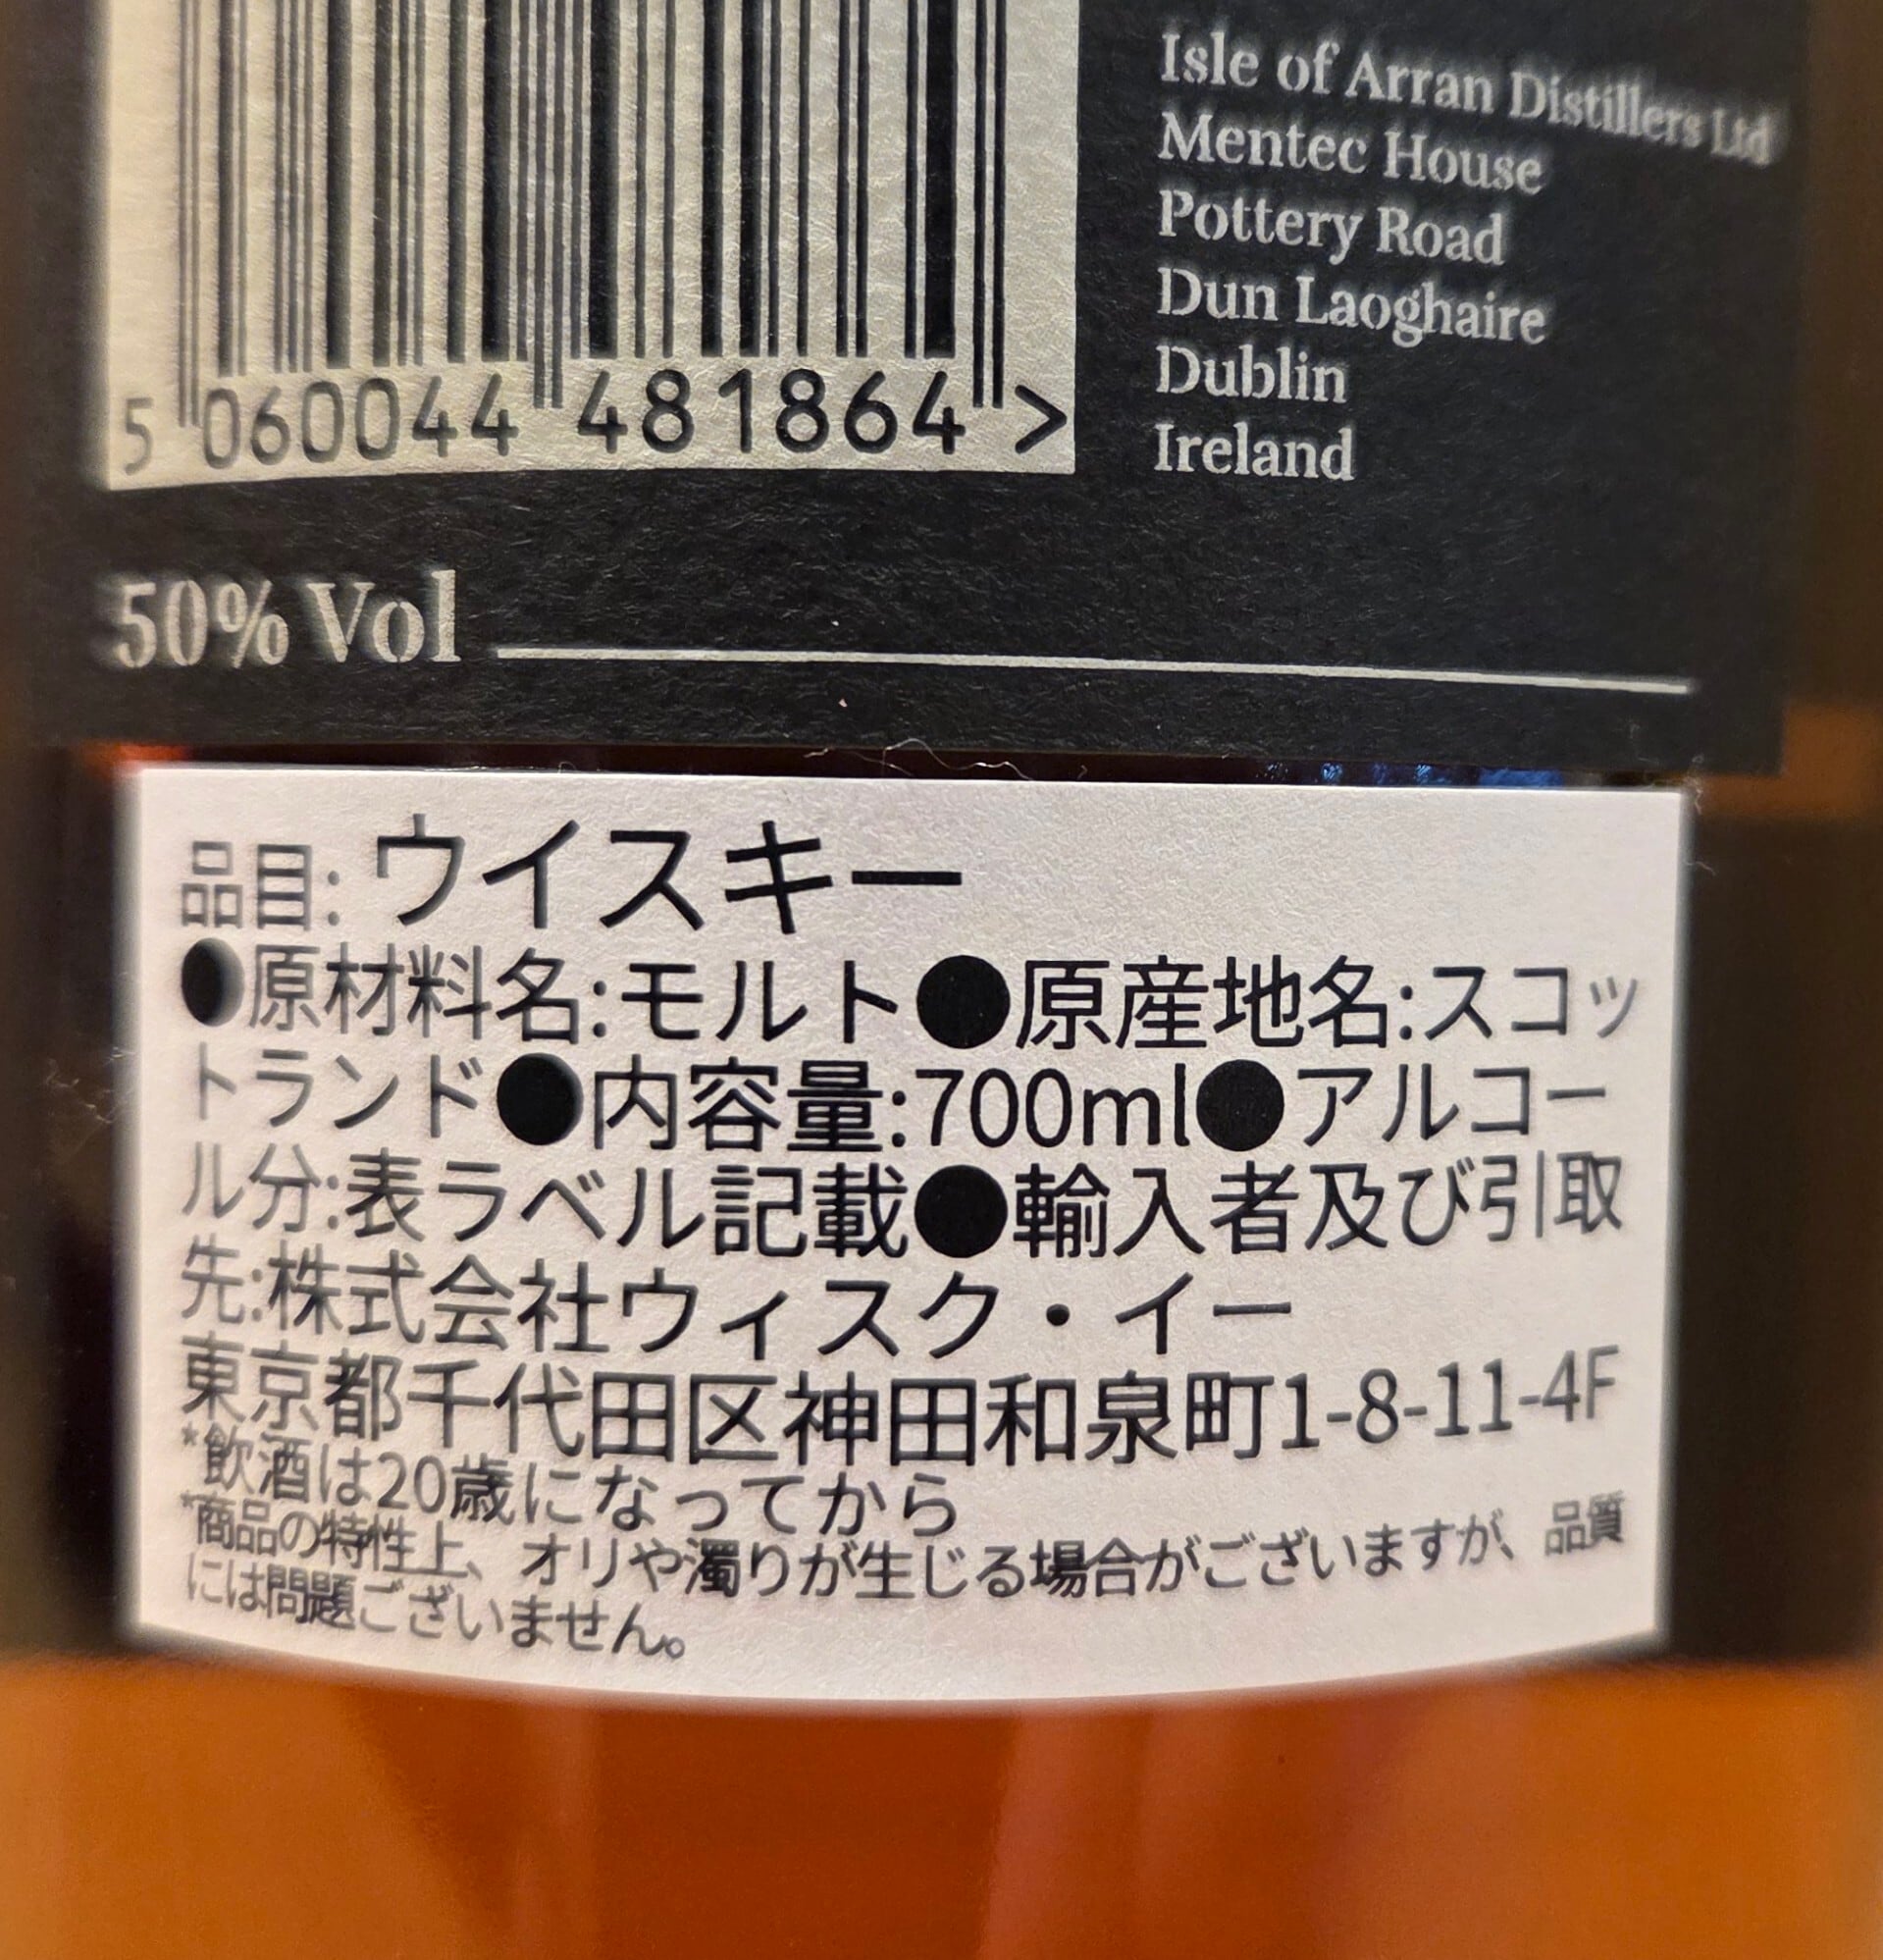 Isle of Arran Distillers Ltd
Mentec House
Pottery Road
Dun Laoghaire
Dublin
Ireland
5 060044 481864 >
50% Vol
品目: ウイスキー
●原材料名:モルト●原産地名:スコッ
トランド●内容量:700ml●アルコー
ル分:表ラベル記載●輸入者及び引取
先:株式会社ウィスク・イー
東京都千代田区神田和泉町1-8-11-4F
*飲酒は20歳になってから
*商品の特性上、オリや濁りが生じる場合がございますが、品質
には問題ございません。